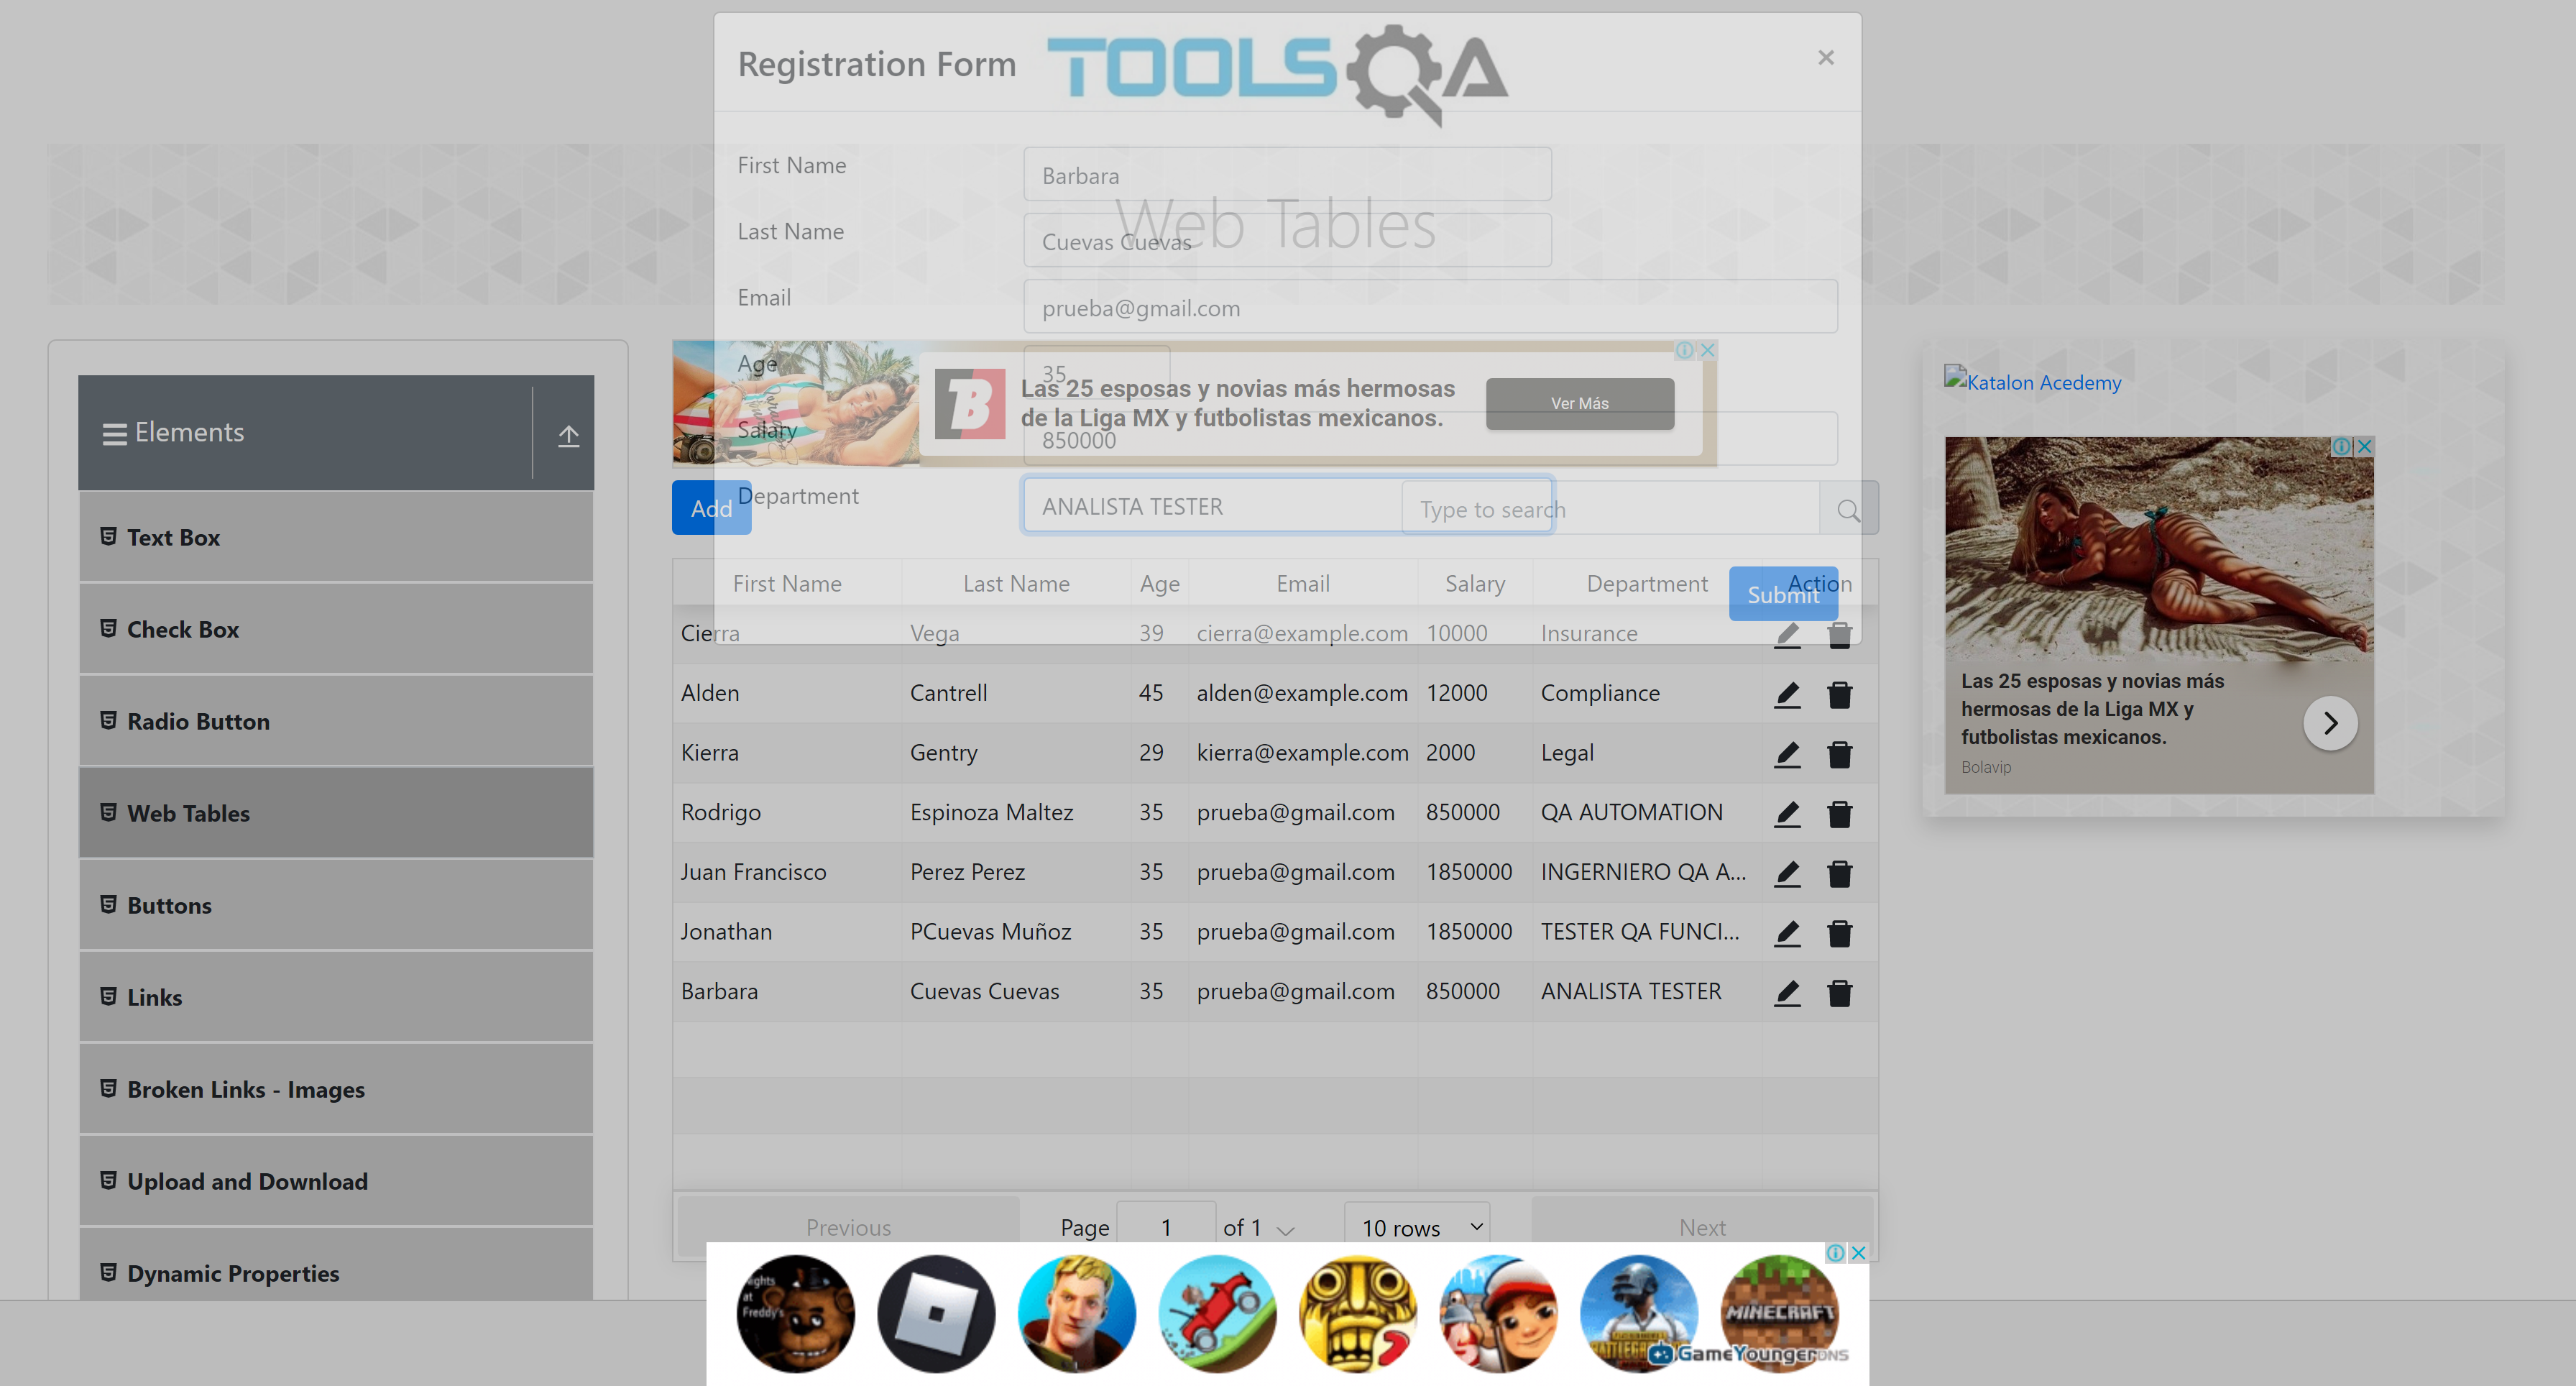 Registration Form
TOOLSQA
×
First Name
Barbara
Web Tables
Last Name
Cuevas Cuevas
Email
prueba@gmail.com
Age
35
Las 25 esposas y novias más hermosas
de la Liga MX y futbolistas mexicanos.
Ver Más
Salary
850000
Department
ANALISTA TESTER
Add
Type to search
Submit
Elements
Text Box
Check Box
Radio Button
Web Tables
Buttons
Links
Broken Links - Images
Upload and Download
Dynamic Properties
First Name Last Name Age Email Salary Department Action
Cierra Vega 39 cierra@example.com 10000 Insurance
Alden Cantrell 45 alden@example.com 12000 Compliance
Kierra Gentry 29 kierra@example.com 2000 Legal
Rodrigo Espinoza Maltez 35 prueba@gmail.com 850000 QA AUTOMATION
Juan Francisco Perez Perez 35 prueba@gmail.com 1850000 INGERNIERO QA A...
Jonathan PCuevas Muñoz 35 prueba@gmail.com 1850000 TESTER QA FUNCI...
Barbara Cuevas Cuevas 35 prueba@gmail.com 850000 ANALISTA TESTER
Previous Page 1 of 1 10 rows Next
Katalon Acedemy
Las 25 esposas y novias más
hermosas de la Liga MX y
futbolistas mexicanos.
Bolavip
at
Freddy's
MINECRAFT
GameYounger